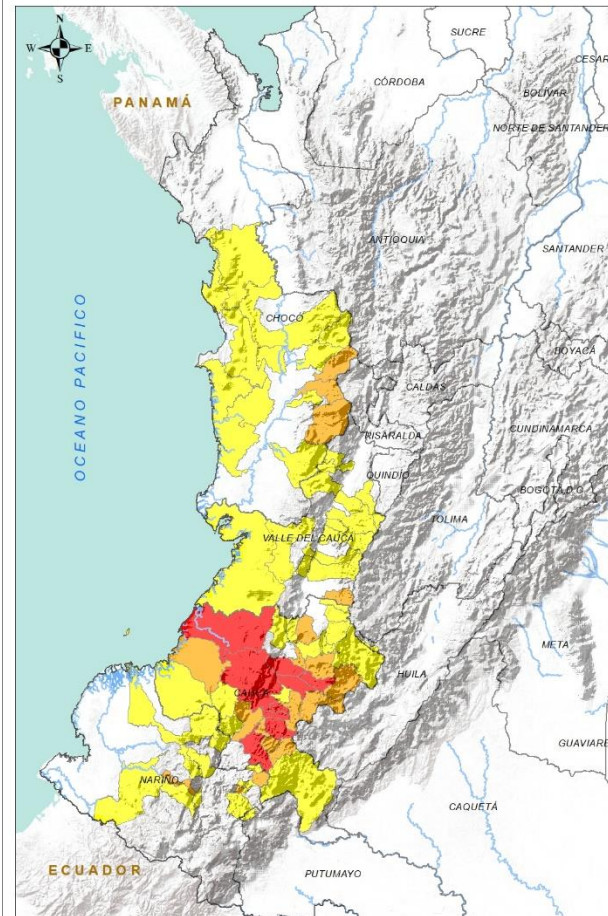 N
W E
S
PANAMÁ
SUCRE
CÓRDOBA
CESAR
BOLÍVAR
NORTE DE SANTANDER
ANTIOQUIA
SANTANDER
CHOCÓ
BOYACÁ
CALDAS
OCEANO PACIFICO
RISARALDA
CUNDINAMARCA
QUINDÍO
BOGOTÁ D.C.
TOLIMA
VALLE DEL CAUCA
META
HUILA
CAUCA
GUAVIARE
NARIÑO
CAQUETÁ
ECUADOR
PUTUMAYO